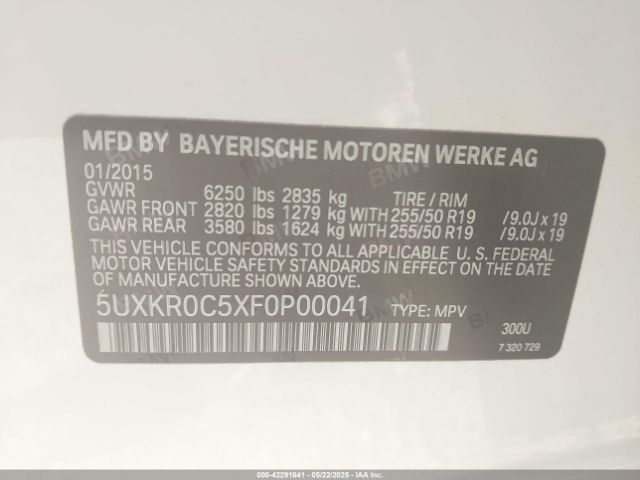 MFD BY BAYERISCHE MOTOREN WERKE AG
01/2015
GVWR 6250 lbs 2835 kg TIRE / RIM
GAWR FRONT 2820 lbs 1279 kg WITH 255/50 R19 /9.0J x 19
GAWR REAR 3580 lbs 1624 kg WITH 255/50 R19 /9.0J x 19
THIS VEHICLE CONFORMS TO ALL APPLICABLE U.S. FEDERAL
MOTOR VEHICLE SAFETY STANDARDS IN EFFECT ON THE DATE
OF MANUFACTURE SHOWN ABOVE.
5UXKR0C5XF0P00041 TYPE: MPV
300U
7 320 729
000-42291641 - 05/22/2025 - IAA Inc.